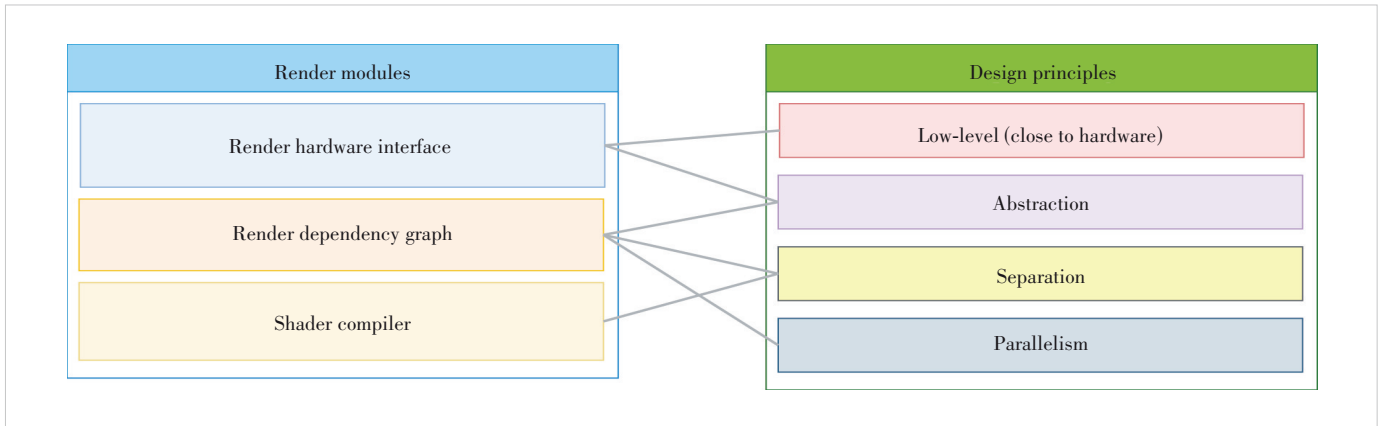 Render modules
Render hardware interface
Render dependency graph
Shader compiler
Design principles
Low-level (close to hardware)
Abstraction
Separation
Parallelism